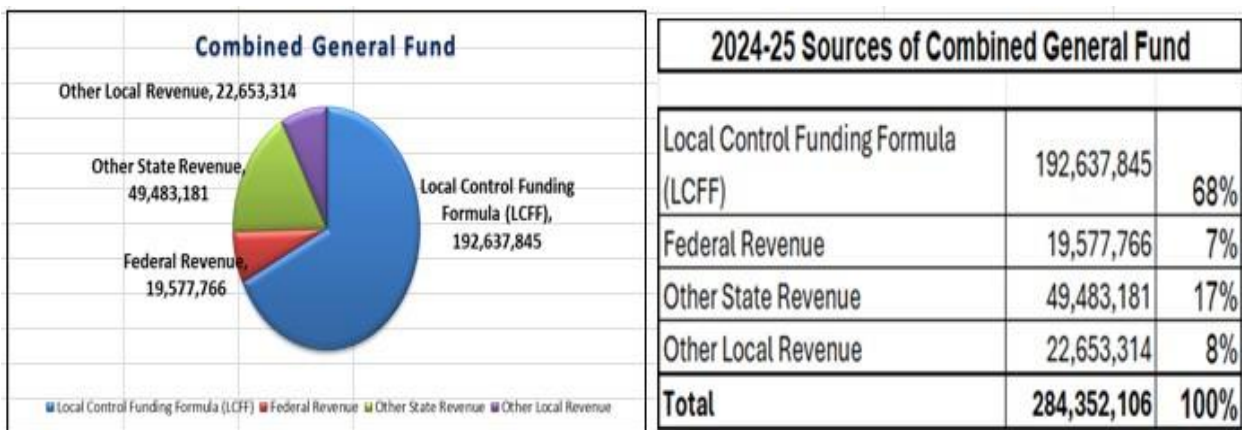 Combined General Fund
Other Local Revenue, 22,653,314
Other State Revenue,
49,483,181
Local Control Funding
Formula (LCFF),
192,637,845
Federal Revenue,
19,577,766
Local Control Funding Formula (LCFF) Federal Revenue Other State Revenue Other Local Revenue
2024-25 Sources of Combined General Fund
Local Control Funding Formula
(LCFF) 192,637,845 68%
Federal Revenue 19,577,766 7%
Other State Revenue 49,483,181 17%
Other Local Revenue 22,653,314 8%
Total 284,352,106 100%